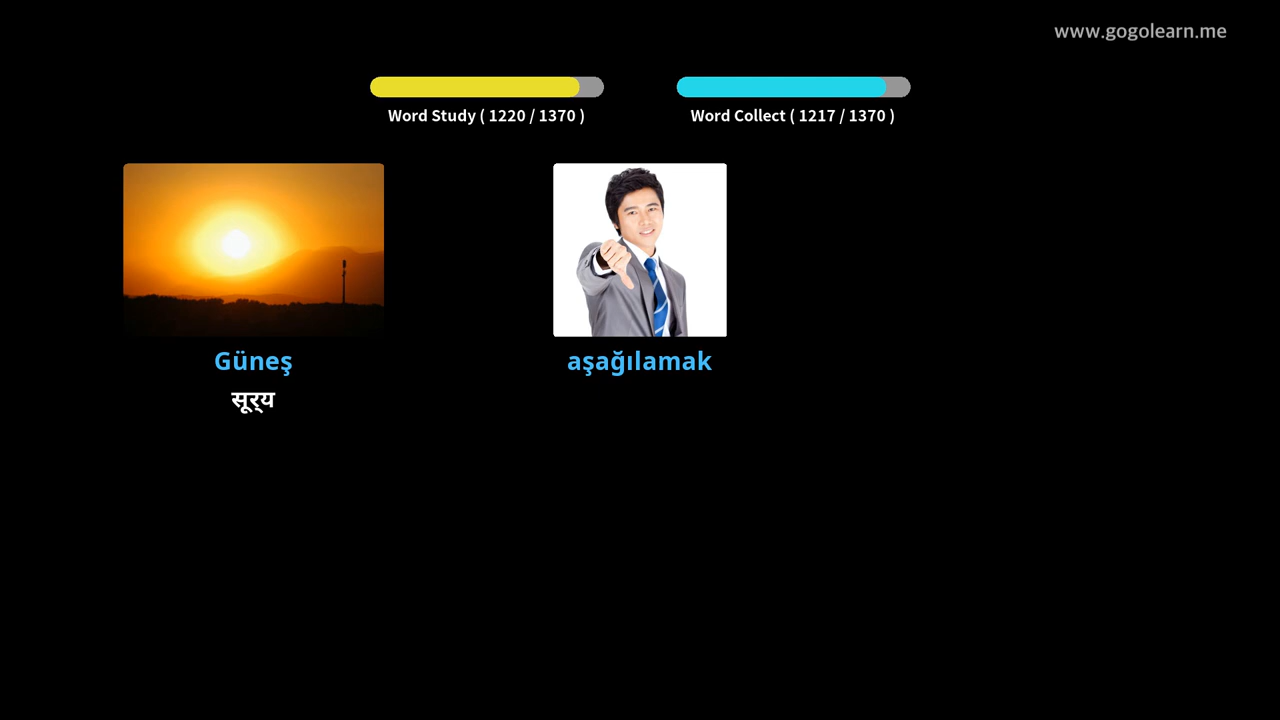 www.gogolearn.me
Word Study ( 1220 / 1370 )
Word Collect ( 1217 / 1370 )
Güneş
सूर्य
aşağılamak